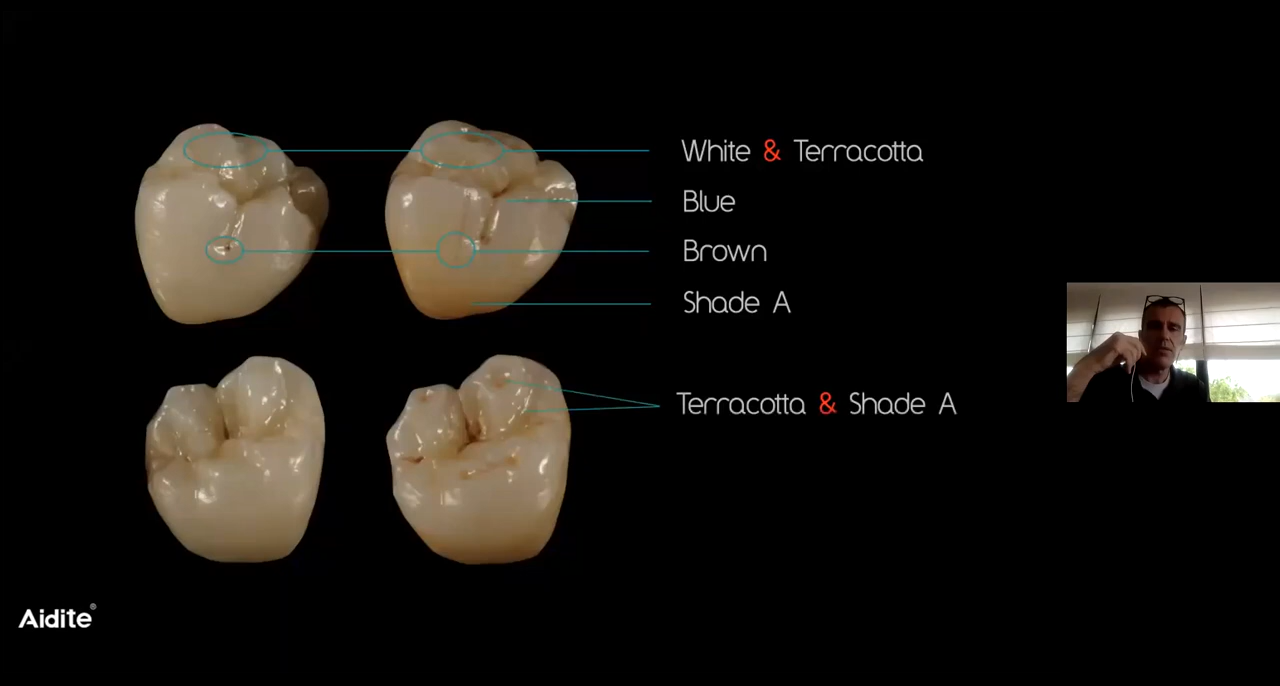 White & Terracotta
Blue
Brown
Shade A
Terracotta & Shade A
Aidite®